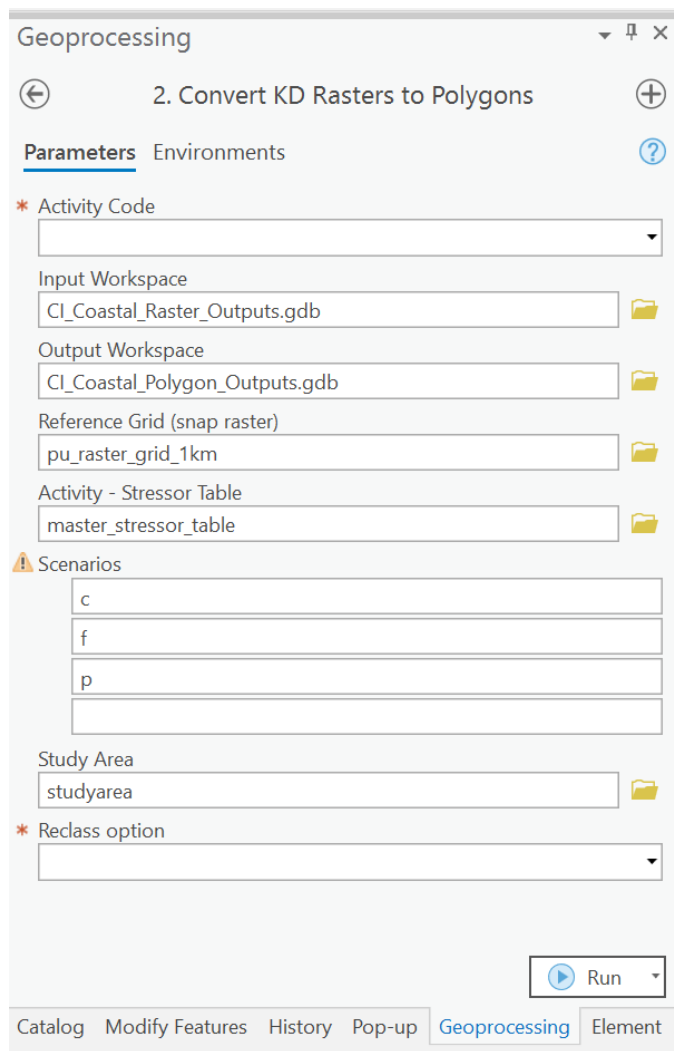 Geoprocessing
2. Convert KD Rasters to Polygons
Parameters Environments
* Activity Code
Input Workspace
CI_Coastal_Raster_Outputs.gdb
Output Workspace
CI_Coastal_Polygon_Outputs.gdb
Reference Grid (snap raster)
pu_raster_grid_1km
Activity - Stressor Table
master_stressor_table
Scenarios
c
f
p
Study Area
studyarea
* Reclass option
Run
Catalog Modify Features History Pop-up Geoprocessing Element